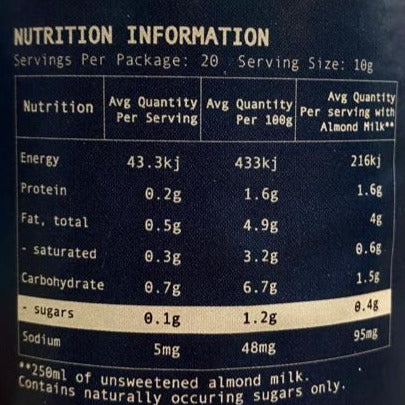 NUTRITION INFORMATION
Servings Per Package: 20 Serving Size: 10g
Nutrition Avg Quantity Per Serving Avg Quantity Per 100g Avg Quantity Per serving with Almond Milk**
Energy 43.3kj 433kj 216kj
Protein 0.2g 1.6g 1.6g
Fat, total 0.5g 4.9g 4g
- saturated 0.3g 3.2g 0.6g
Carbohydrate 0.7g 6.7g 1.5g
- sugars 0.1g 1.2g 0.4g
Sodium 5mg 48mg 95mg
**250ml of unsweetened almond milk.
Contains naturally occuring sugars only.